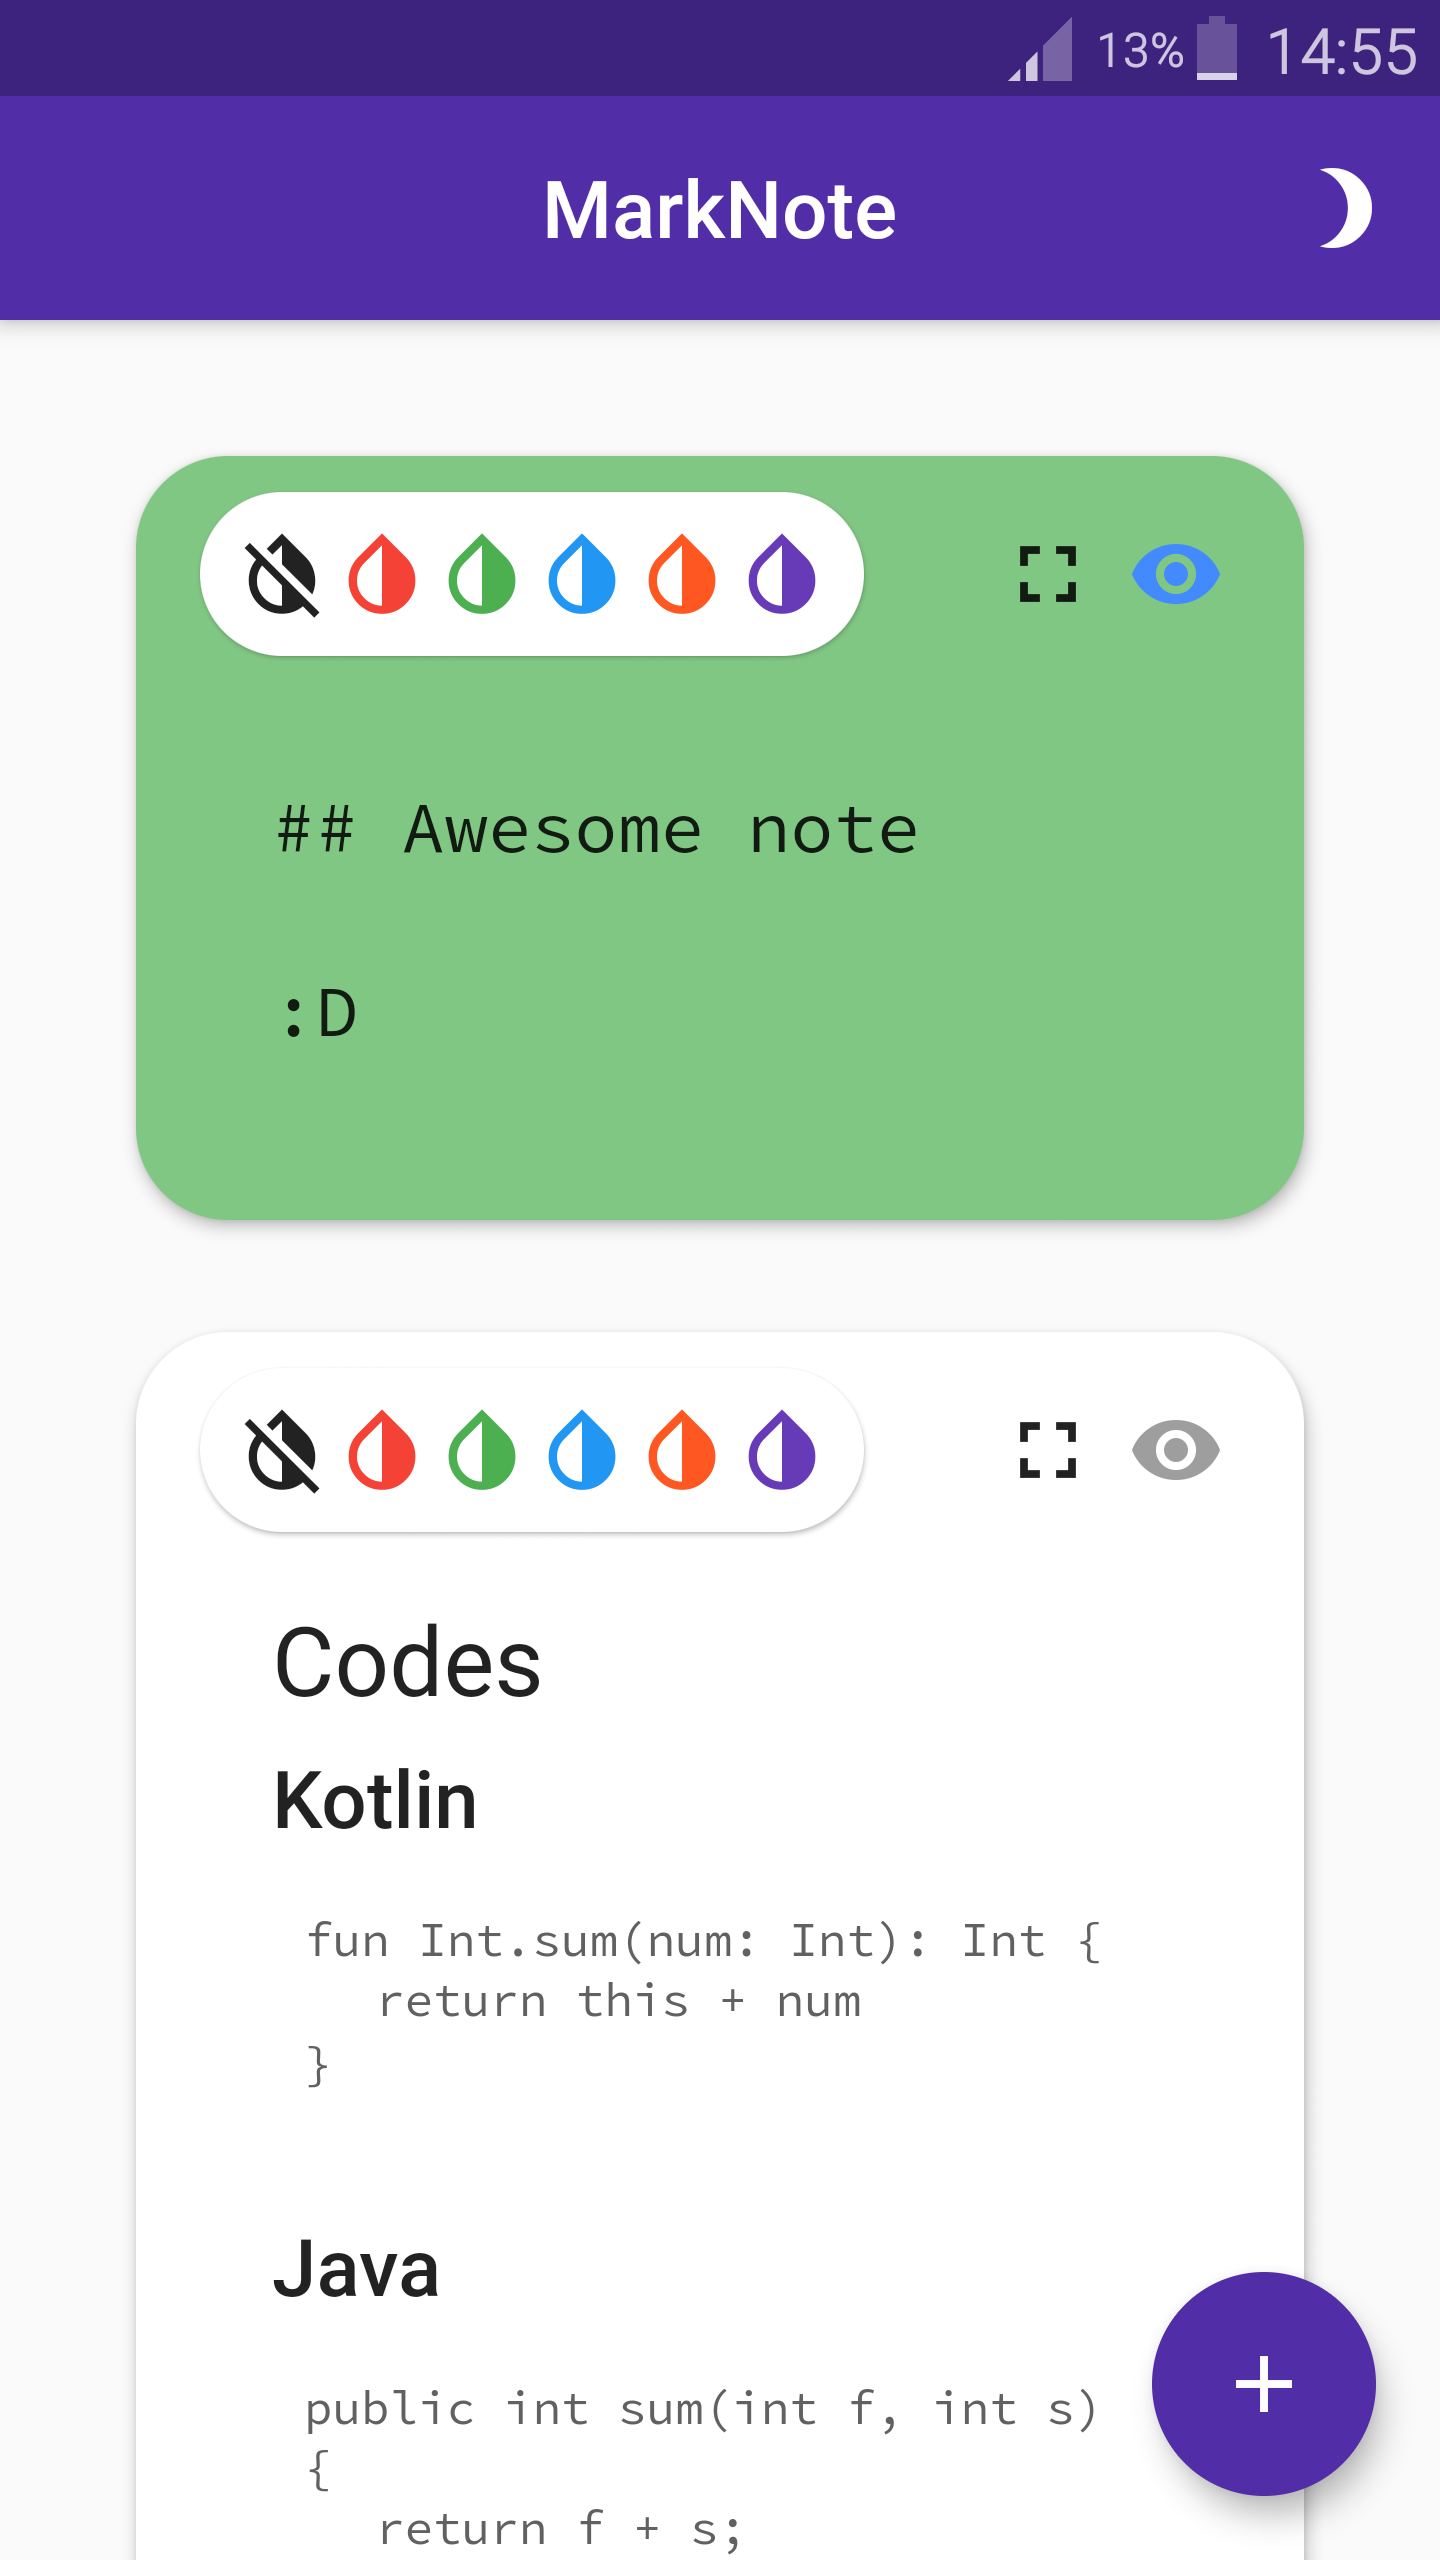 13% 14:55
MarkNote
## Awesome note
:D
Codes
Kotlin
fun Int.sum(num: Int): Int {
   return this + num
}
Java
public int sum(int f, int s)
{
   return f + s;